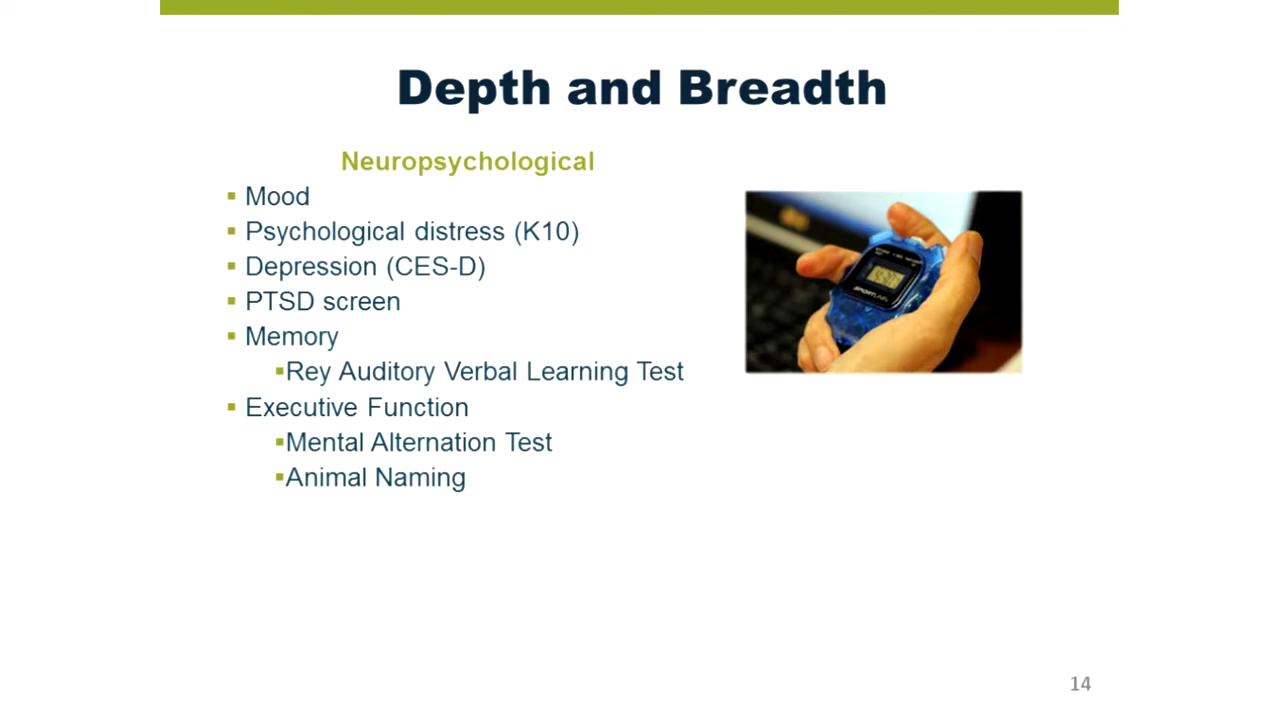 Depth and Breadth
Neuropsychological
▪ Mood
▪ Psychological distress (K10)
▪ Depression (CES-D)
▪ PTSD screen
▪ Memory
▪Rey Auditory Verbal Learning Test
▪ Executive Function
▪Mental Alternation Test
▪Animal Naming
SPORTLINE
14